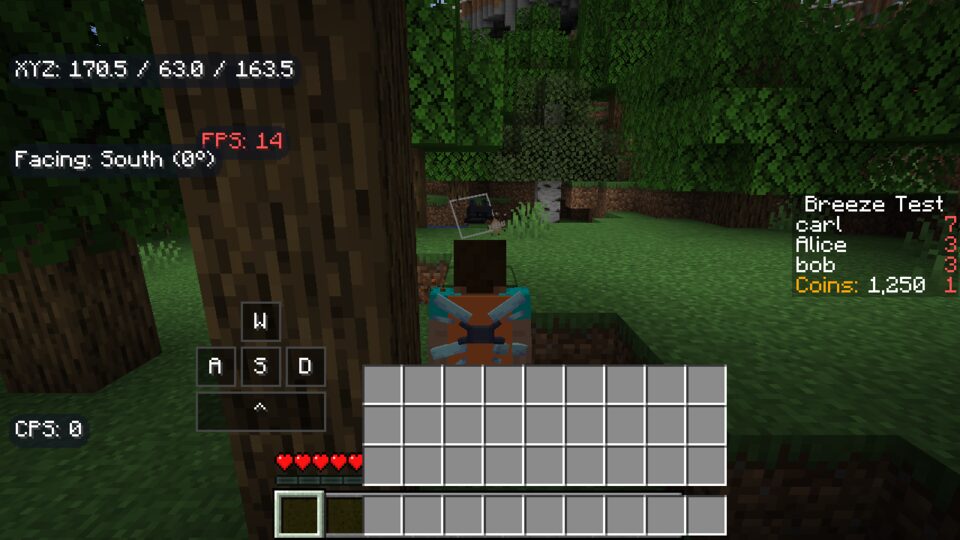 XYZ: 170.5 / 63.0 / 163.5
FPS: 14
Facing: South (0°)
Breeze Test
carl 7
Alice 3
bob 3
Coins: 1,250 1
W
A S D
^
CPS: 0